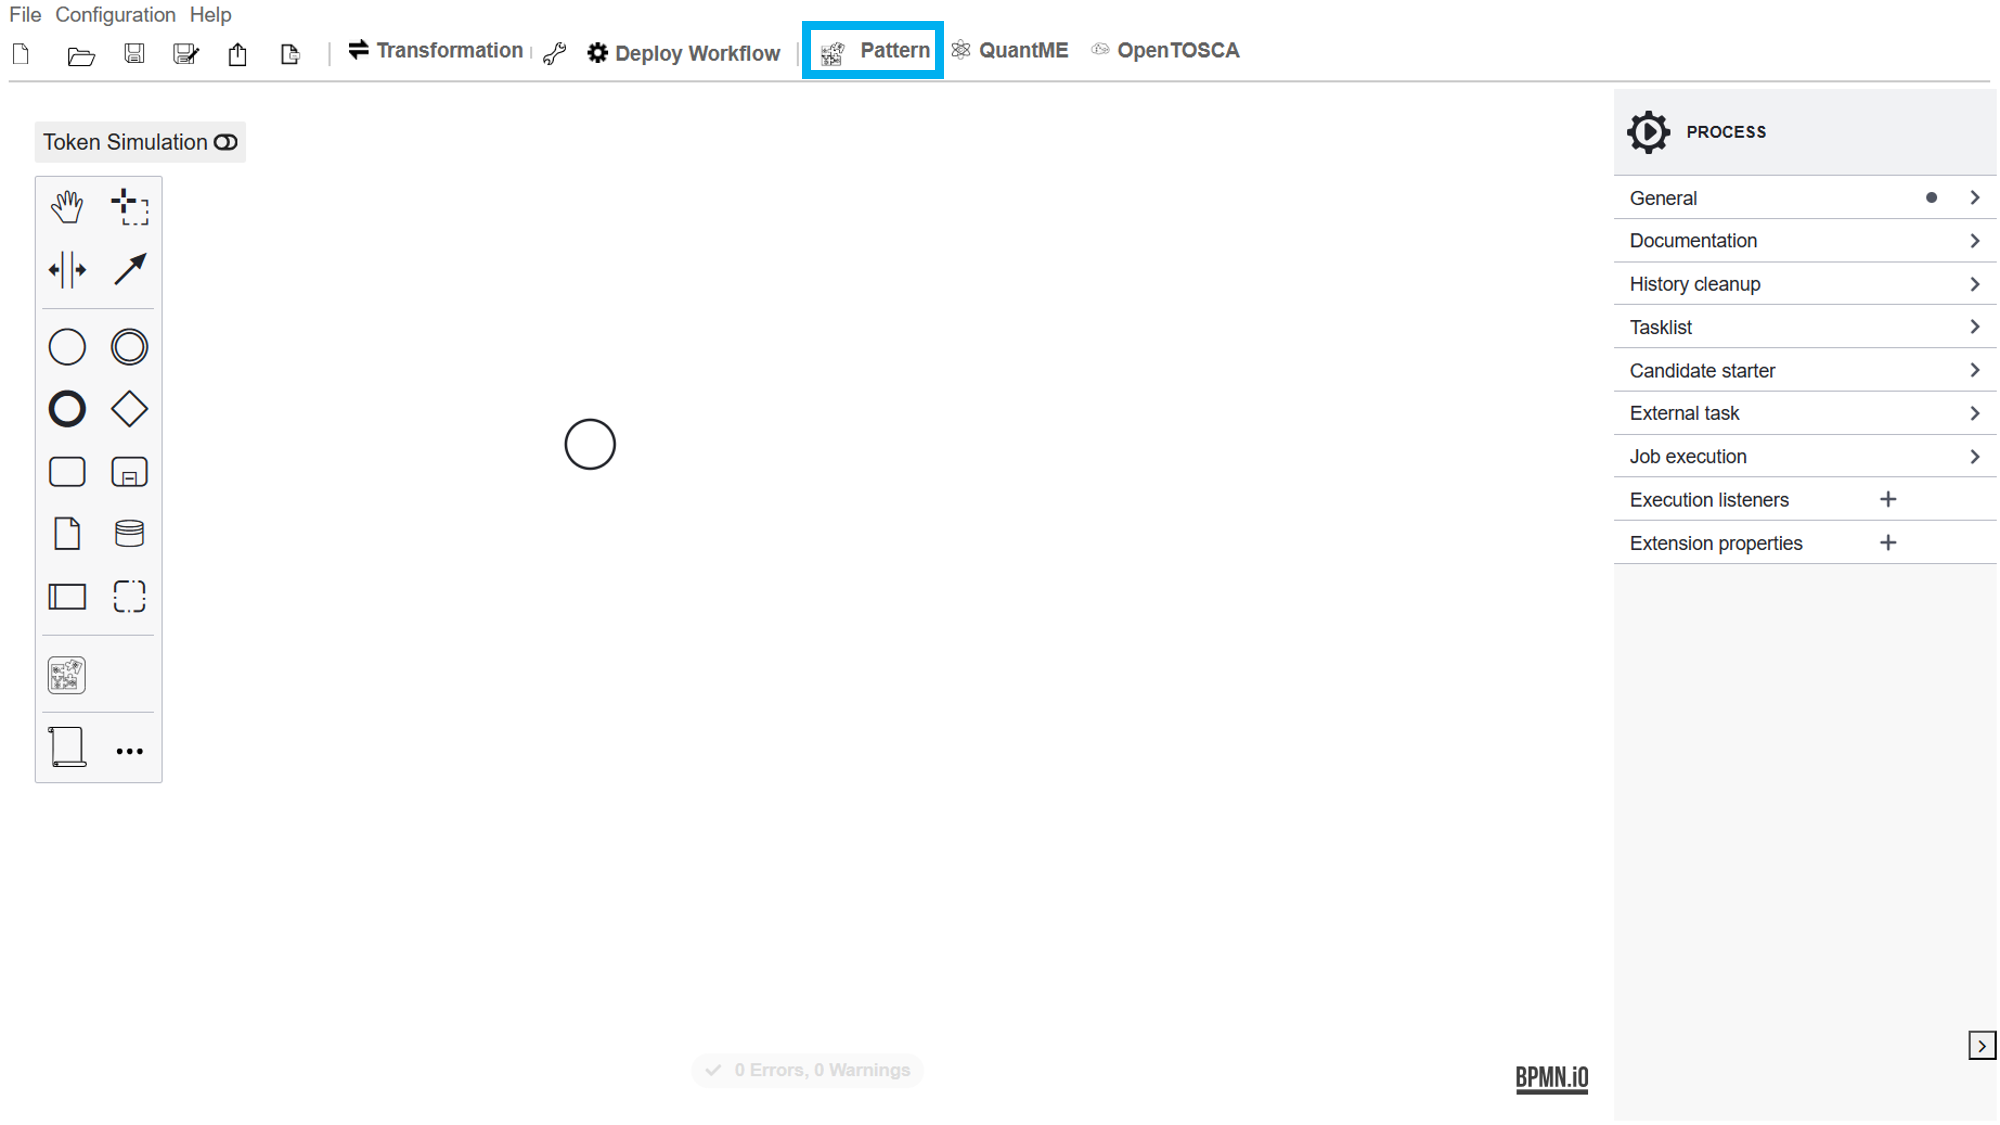 File Configuration Help
Transformation Deploy Workflow Pattern QuantME OpenTOSCA
Token Simulation
PROCESS
General
Documentation
History cleanup
Tasklist
Candidate starter
External task
Job execution
Execution listeners
Extension properties
0 Errors, 0 Warnings
BPMN.iO